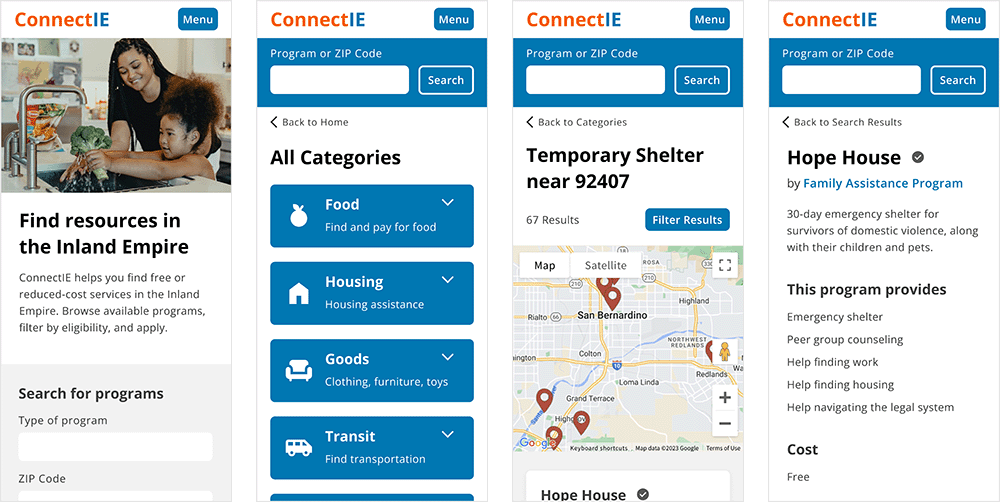 ConnectIE
Menu
Find resources in
the Inland Empire
ConnectIE helps you find free or
reduced-cost services in the Inland
Empire. Browse available programs,
filter by eligibility, and apply.
Search for programs
Type of program
ZIP Code
ConnectIE
Menu
Program or ZIP Code
Search
Back to Home
All Categories
Food
Find and pay for food
Housing
Housing assistance
Goods
Clothing, furniture, toys
Transit
Find transportation
ConnectIE
Menu
Program or ZIP Code
Search
Back to Categories
Temporary Shelter
near 92407
67 Results
Filter Results
Map
Satellite
ROSA
330
Rialto
66
San Bernardino
Highland
NORTHWEST
REDLANDS
Colton
10
Loma Linda
Redlands
Grand Terrace
Highgrove
Google
Keyboard shortcuts
Map data ©2023 Google
Terms of Use
Hope House
ConnectIE
Menu
Program or ZIP Code
Search
Back to Search Results
Hope House
by Family Assistance Program
30-day emergency shelter for
survivors of domestic violence, along
with their children and pets.
This program provides
Emergency shelter
Peer group counseling
Help finding work
Help finding housing
Help navigating the legal system
Cost
Free